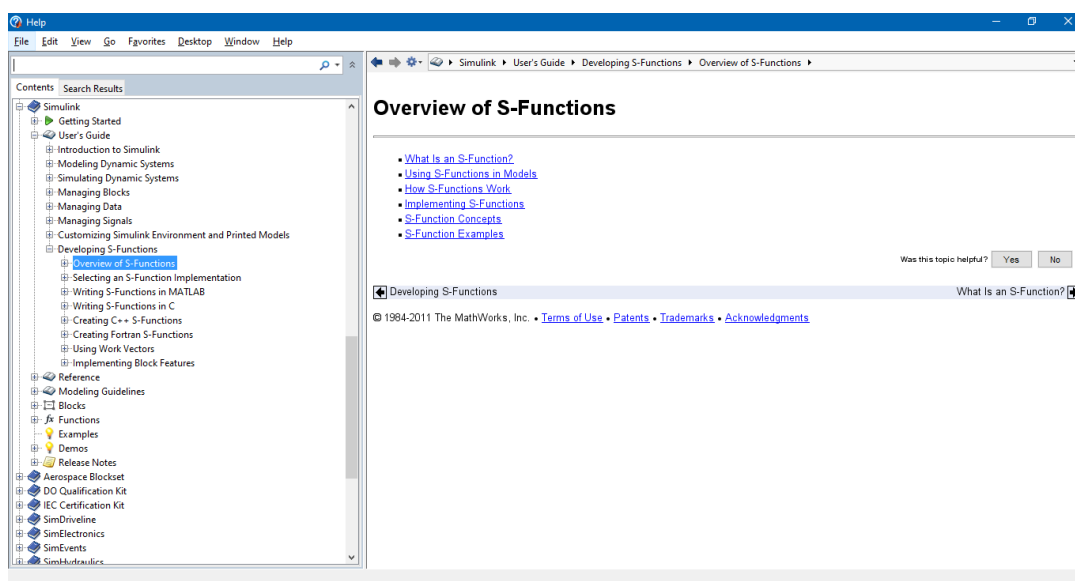 Help
File Edit View Go Favorites Desktop Window Help
Simulink User's Guide Developing S-Functions Overview of S-Functions
Contents Search Results
Simulink
Getting Started
User's Guide
Introduction to Simulink
Modeling Dynamic Systems
Simulating Dynamic Systems
Managing Blocks
Managing Data
Managing Signals
Customizing Simulink Environment and Printed Models
Developing S-Functions
Overview of S-Functions
Selecting an S-Function Implementation
Writing S-Functions in MATLAB
Writing S-Functions in C
Creating C++ S-Functions
Creating Fortran S-Functions
Using Work Vectors
Implementing Block Features
Reference
Modeling Guidelines
Blocks
fx Functions
Examples
Demos
Release Notes
Aerospace Blockset
DO Qualification Kit
IEC Certification Kit
SimDriveline
SimElectronics
SimEvents
SimHydraulics
Overview of S-Functions
What Is an S-Function?
Using S-Functions in Models
How S-Functions Work
Implementing S-Functions
S-Function Concepts
S-Function Examples
Was this topic helpful? Yes No
Developing S-Functions What Is an S-Function?
© 1984-2011 The MathWorks, Inc. • Terms of Use • Patents • Trademarks • Acknowledgments